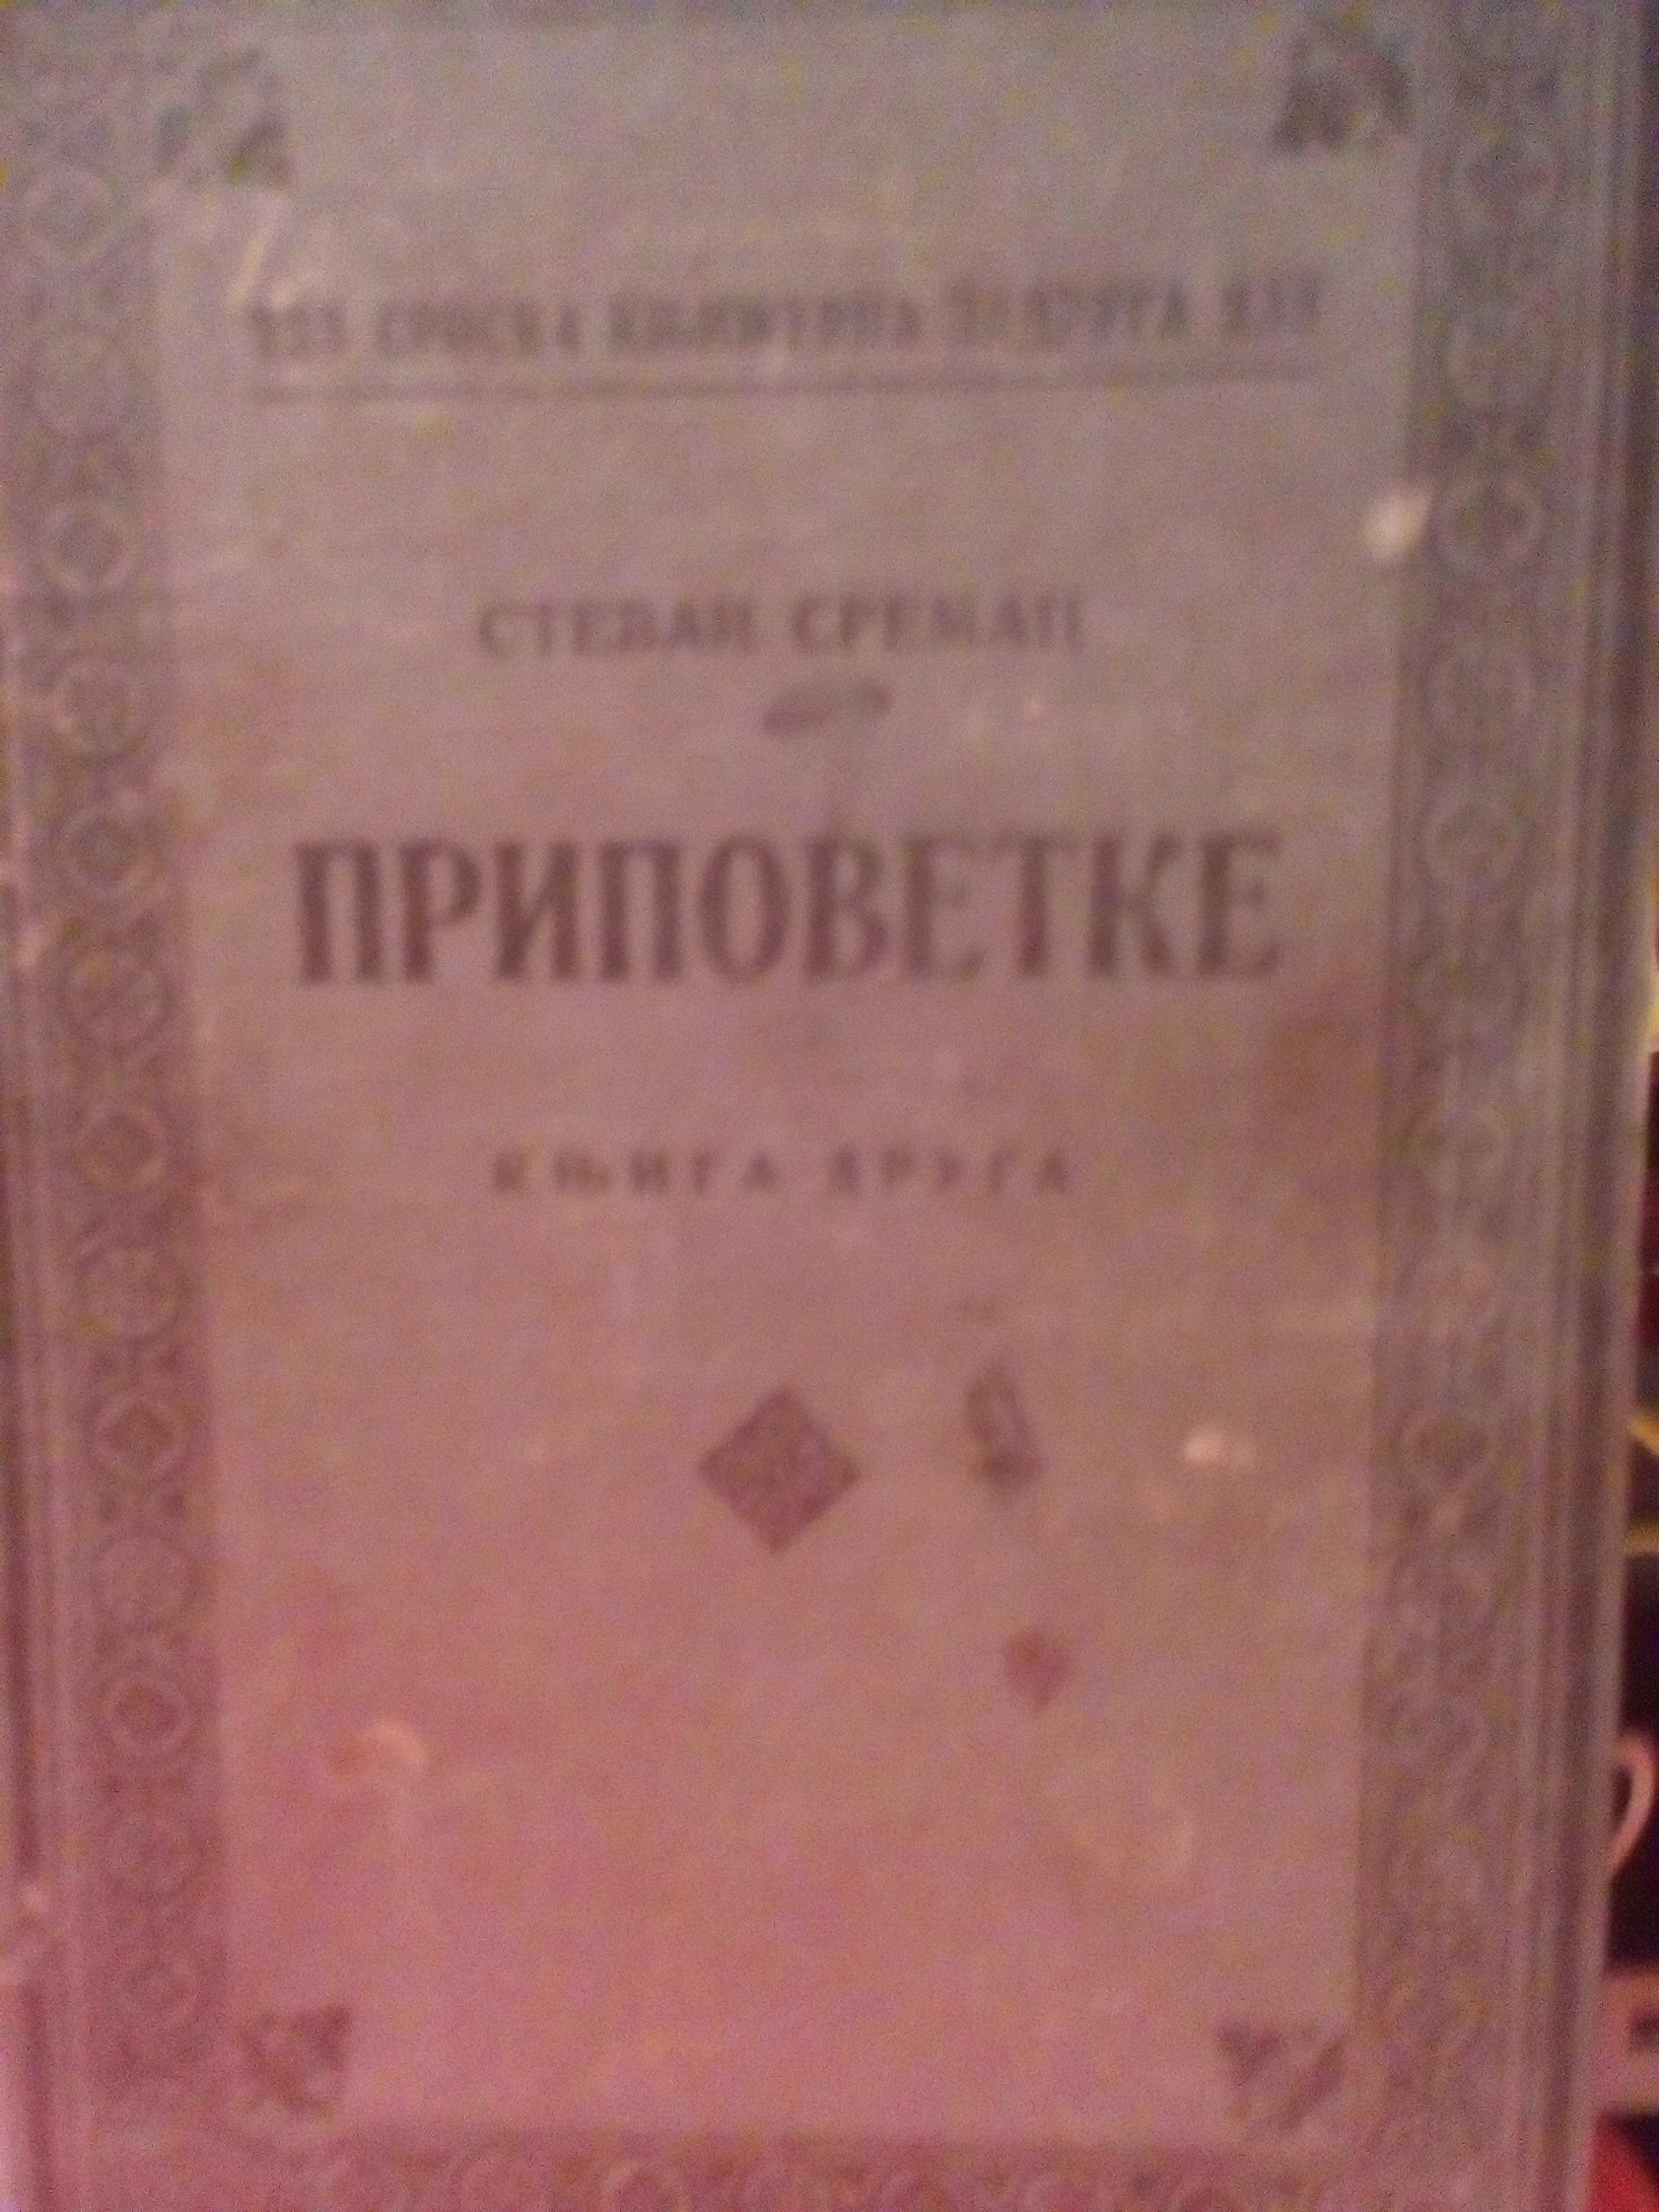 СРПСКА КЊИЖЕВНА ЗАДРУГА
СТЕВАН СРЕМАЦ
ПРИПОВЕТКЕ
КЊИГА ДРУГА